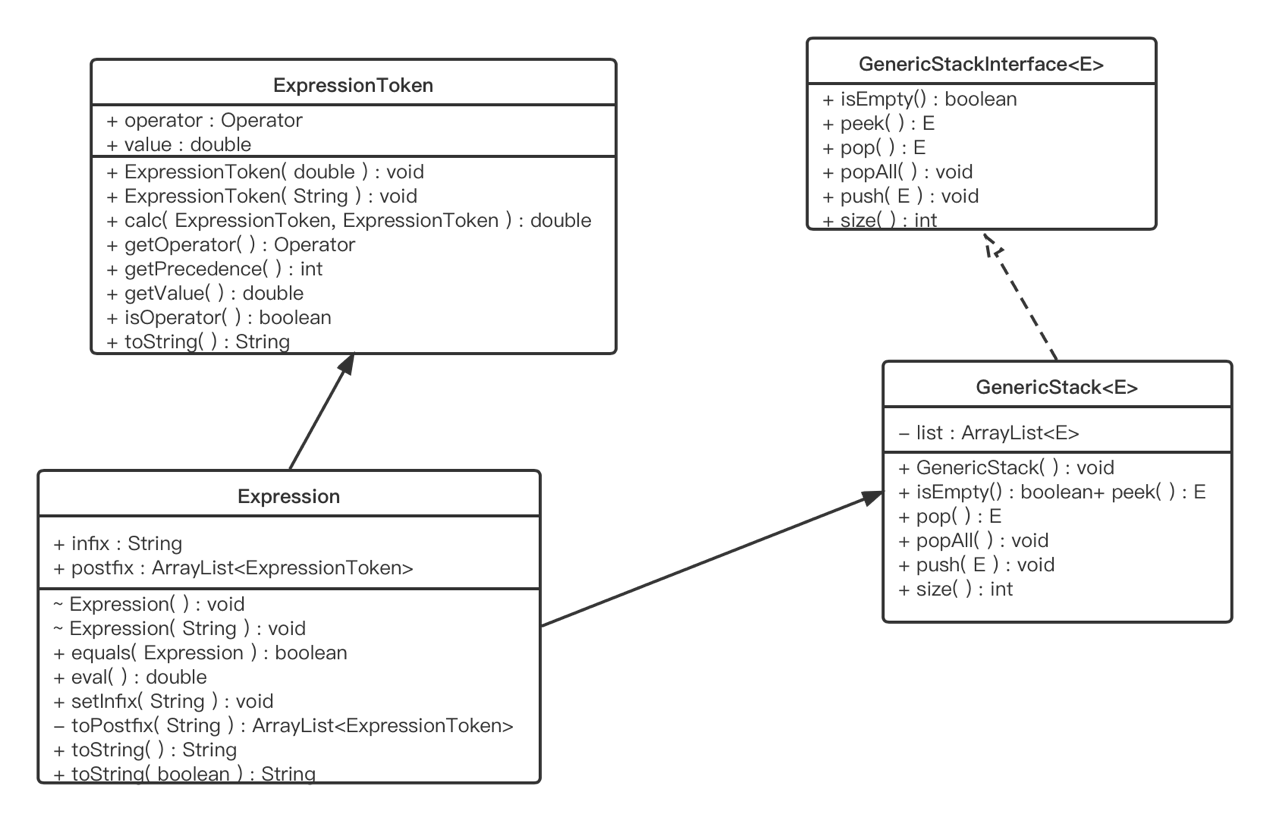 ExpressionToken
+ operator : Operator
+ value : double
+ ExpressionToken( double ) : void
+ ExpressionToken( String ) : void
+ calc( ExpressionToken, ExpressionToken ) : double
+ getOperator( ) : Operator
+ getPrecedence( ) : int
+ getValue( ) : double
+ isOperator( ) : boolean
+ toString( ) : String
GenericStackInterface<E>
+ isEmpty() : boolean
+ peek( ) : E
+ pop( ) : E
+ popAll( ) : void
+ push( E ) : void
+ size( ) : int
GenericStack<E>
– list : ArrayList<E>
+ GenericStack( ) : void
+ isEmpty() : boolean+ peek( ) : E
+ pop( ) : E
+ popAll( ) : void
+ push( E ) : void
+ size( ) : int
Expression
+ infix : String
+ postfix : ArrayList<ExpressionToken>
~ Expression( ) : void
~ Expression( String ) : void
+ equals( Expression ) : boolean
+ eval( ) : double
+ setInfix( String ) : void
– toPostfix( String ) : ArrayList<ExpressionToken>
+ toString( ) : String
+ toString( boolean ) : String